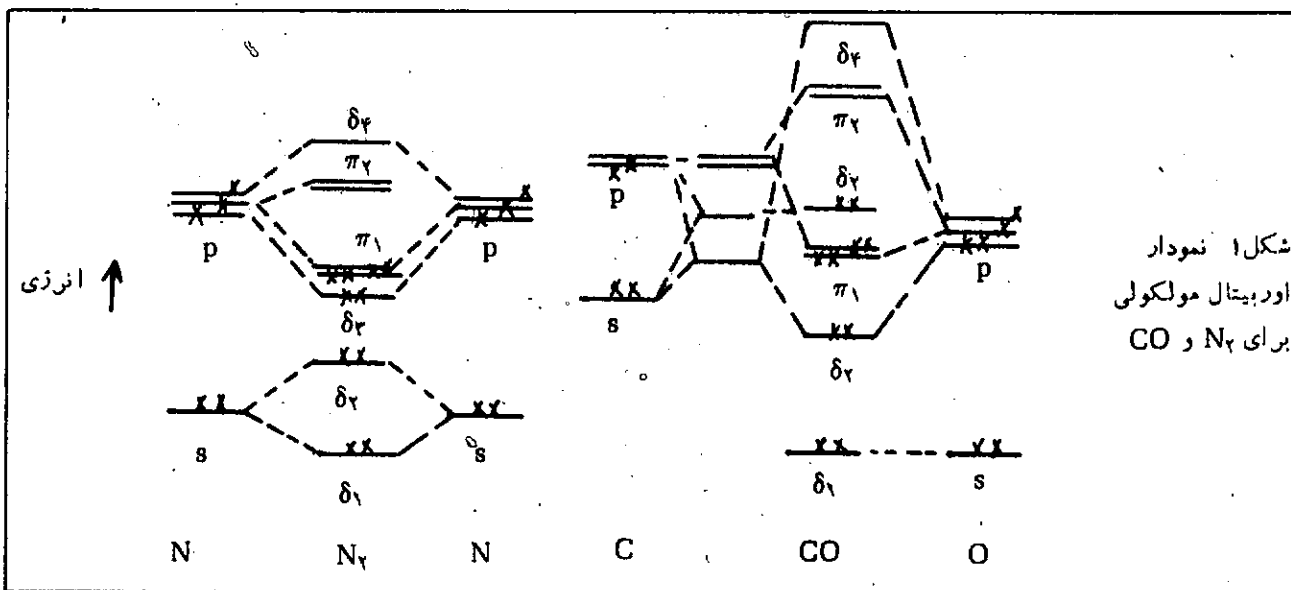 δ۴
π۲
p
p
π۱
δ۳
δ۲
s
s
δ۱
N
N۲
N
انرژی
δ۴
π۲
δ۳
p
p
π۱
s
δ۲
δ۱
s
C
CO
O
شکل۱ نمودار
اوربیتال مولکولی
برای N۲ و CO